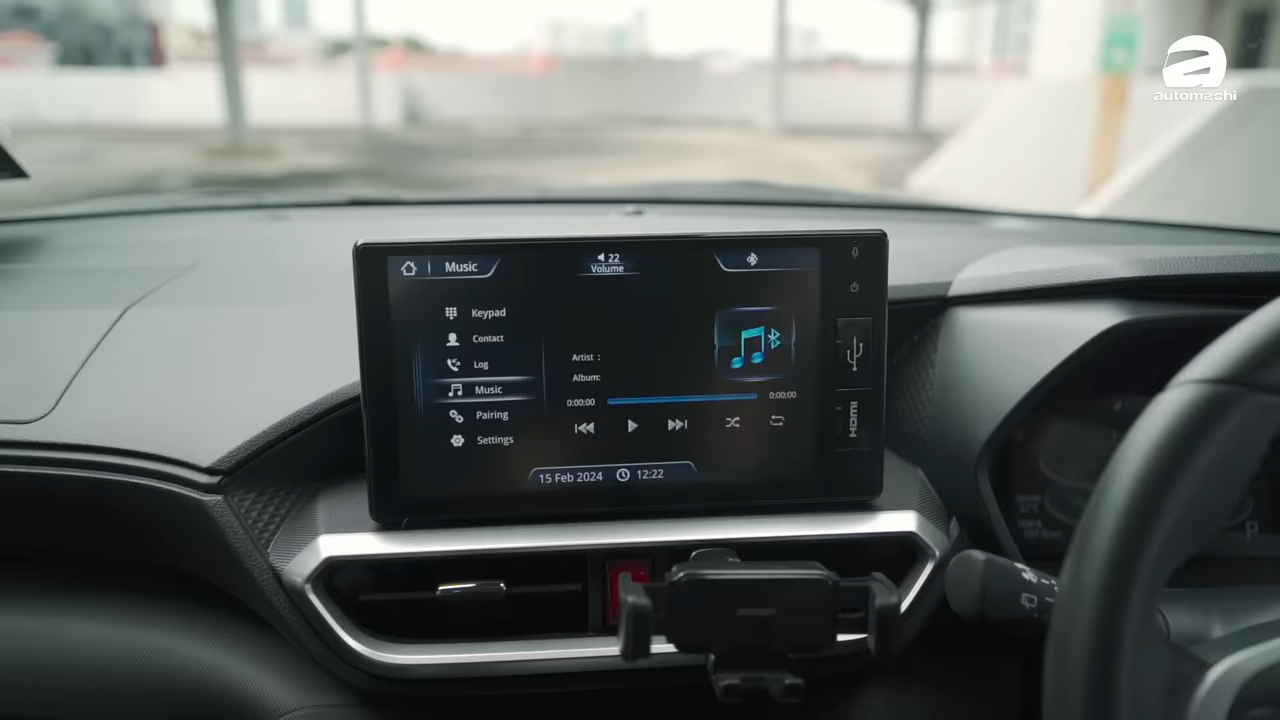 automachi
Music
22
Volume
Keypad
Contact
Log
Music
Pairing
Settings
Artist :
Album:
0:00:00
0:00:00
15 Feb 2024
12:22
HDMI
P